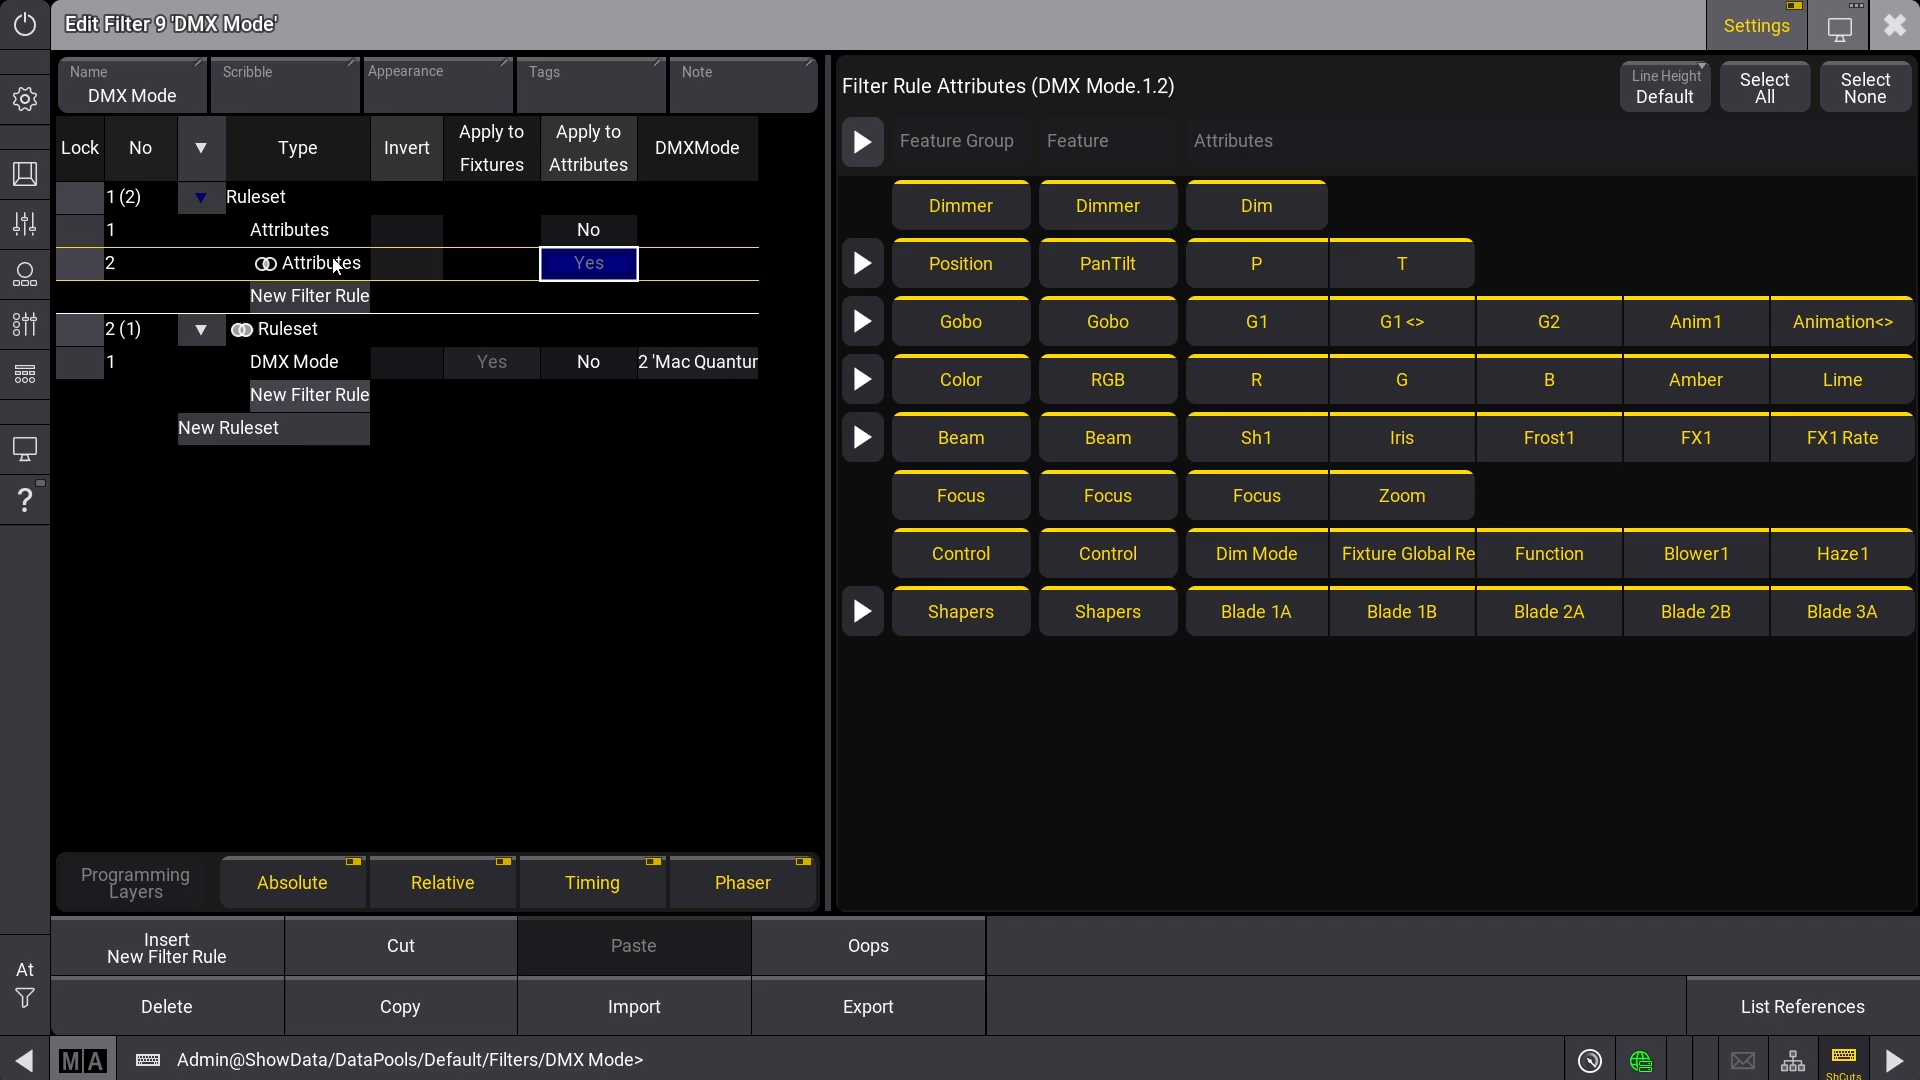 Edit Filter 9 'DMX Mode'
Settings
Name
DMX Mode
Scribble
Appearance
Tags
Note
Filter Rule Attributes (DMX Mode.1.2)
Line Height
Default
Select
All
Select
None
Lock
No
Type
Invert
Apply to
Fixtures
Apply to
Attributes
DMXMode
Feature Group
Feature
Attributes
1 (2)
Ruleset
1
Attributes
No
2
Attributes
Yes
New Filter Rule
2 (1)
Ruleset
1
DMX Mode
Yes
No
2 'Mac Quantur
New Filter Rule
New Ruleset
Dimmer
Dimmer
Dim
Position
PanTilt
P
T
Gobo
Gobo
G1
G1 <>
G2
Anim1
Animation<>
Color
RGB
R
G
B
Amber
Lime
Beam
Beam
Sh1
Iris
Frost1
FX1
FX1 Rate
Focus
Focus
Focus
Zoom
Control
Control
Dim Mode
Fixture Global Re
Function
Blower1
Haze1
Shapers
Shapers
Blade 1A
Blade 1B
Blade 2A
Blade 2B
Blade 3A
Programming
Layers
Absolute
Relative
Timing
Phaser
Insert
New Filter Rule
Cut
Paste
Oops
Delete
Copy
Import
Export
List References
At
MA
Admin@ShowData/DataPools/Default/Filters/DMX Mode>
ShCuts